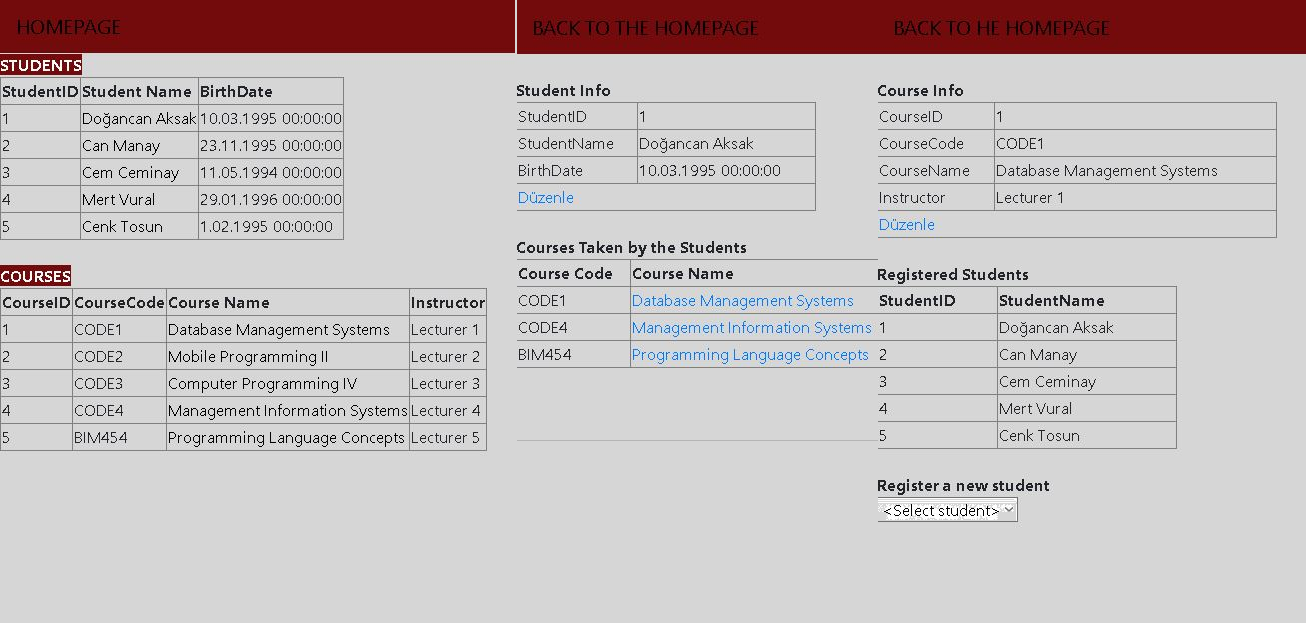 HOMEPAGE
STUDENTS
StudentID Student Name BirthDate
1 Doğancan Aksak 10.03.1995 00:00:00
2 Can Manay 23.11.1995 00:00:00
3 Cem Ceminay 11.05.1994 00:00:00
4 Mert Vural 29.01.1996 00:00:00
5 Cenk Tosun 1.02.1995 00:00:00
COURSES
CourseID CourseCode Course Name Instructor
1 CODE1 Database Management Systems Lecturer 1
2 CODE2 Mobile Programming II Lecturer 2
3 CODE3 Computer Programming IV Lecturer 3
4 CODE4 Management Information Systems Lecturer 4
5 BIM454 Programming Language Concepts Lecturer 5
BACK TO THE HOMEPAGE
Student Info
StudentID 1
StudentName Doğancan Aksak
BirthDate 10.03.1995 00:00:00
Düzenle
Courses Taken by the Students
Course Code Course Name
CODE1 Database Management Systems
CODE4 Management Information Systems
BIM454 Programming Language Concepts
BACK TO HE HOMEPAGE
Course Info
CourseID 1
CourseCode CODE1
CourseName Database Management Systems
Instructor Lecturer 1
Düzenle
Registered Students
StudentID StudentName
1 Doğancan Aksak
2 Can Manay
3 Cem Ceminay
4 Mert Vural
5 Cenk Tosun
Register a new student
<Select student>